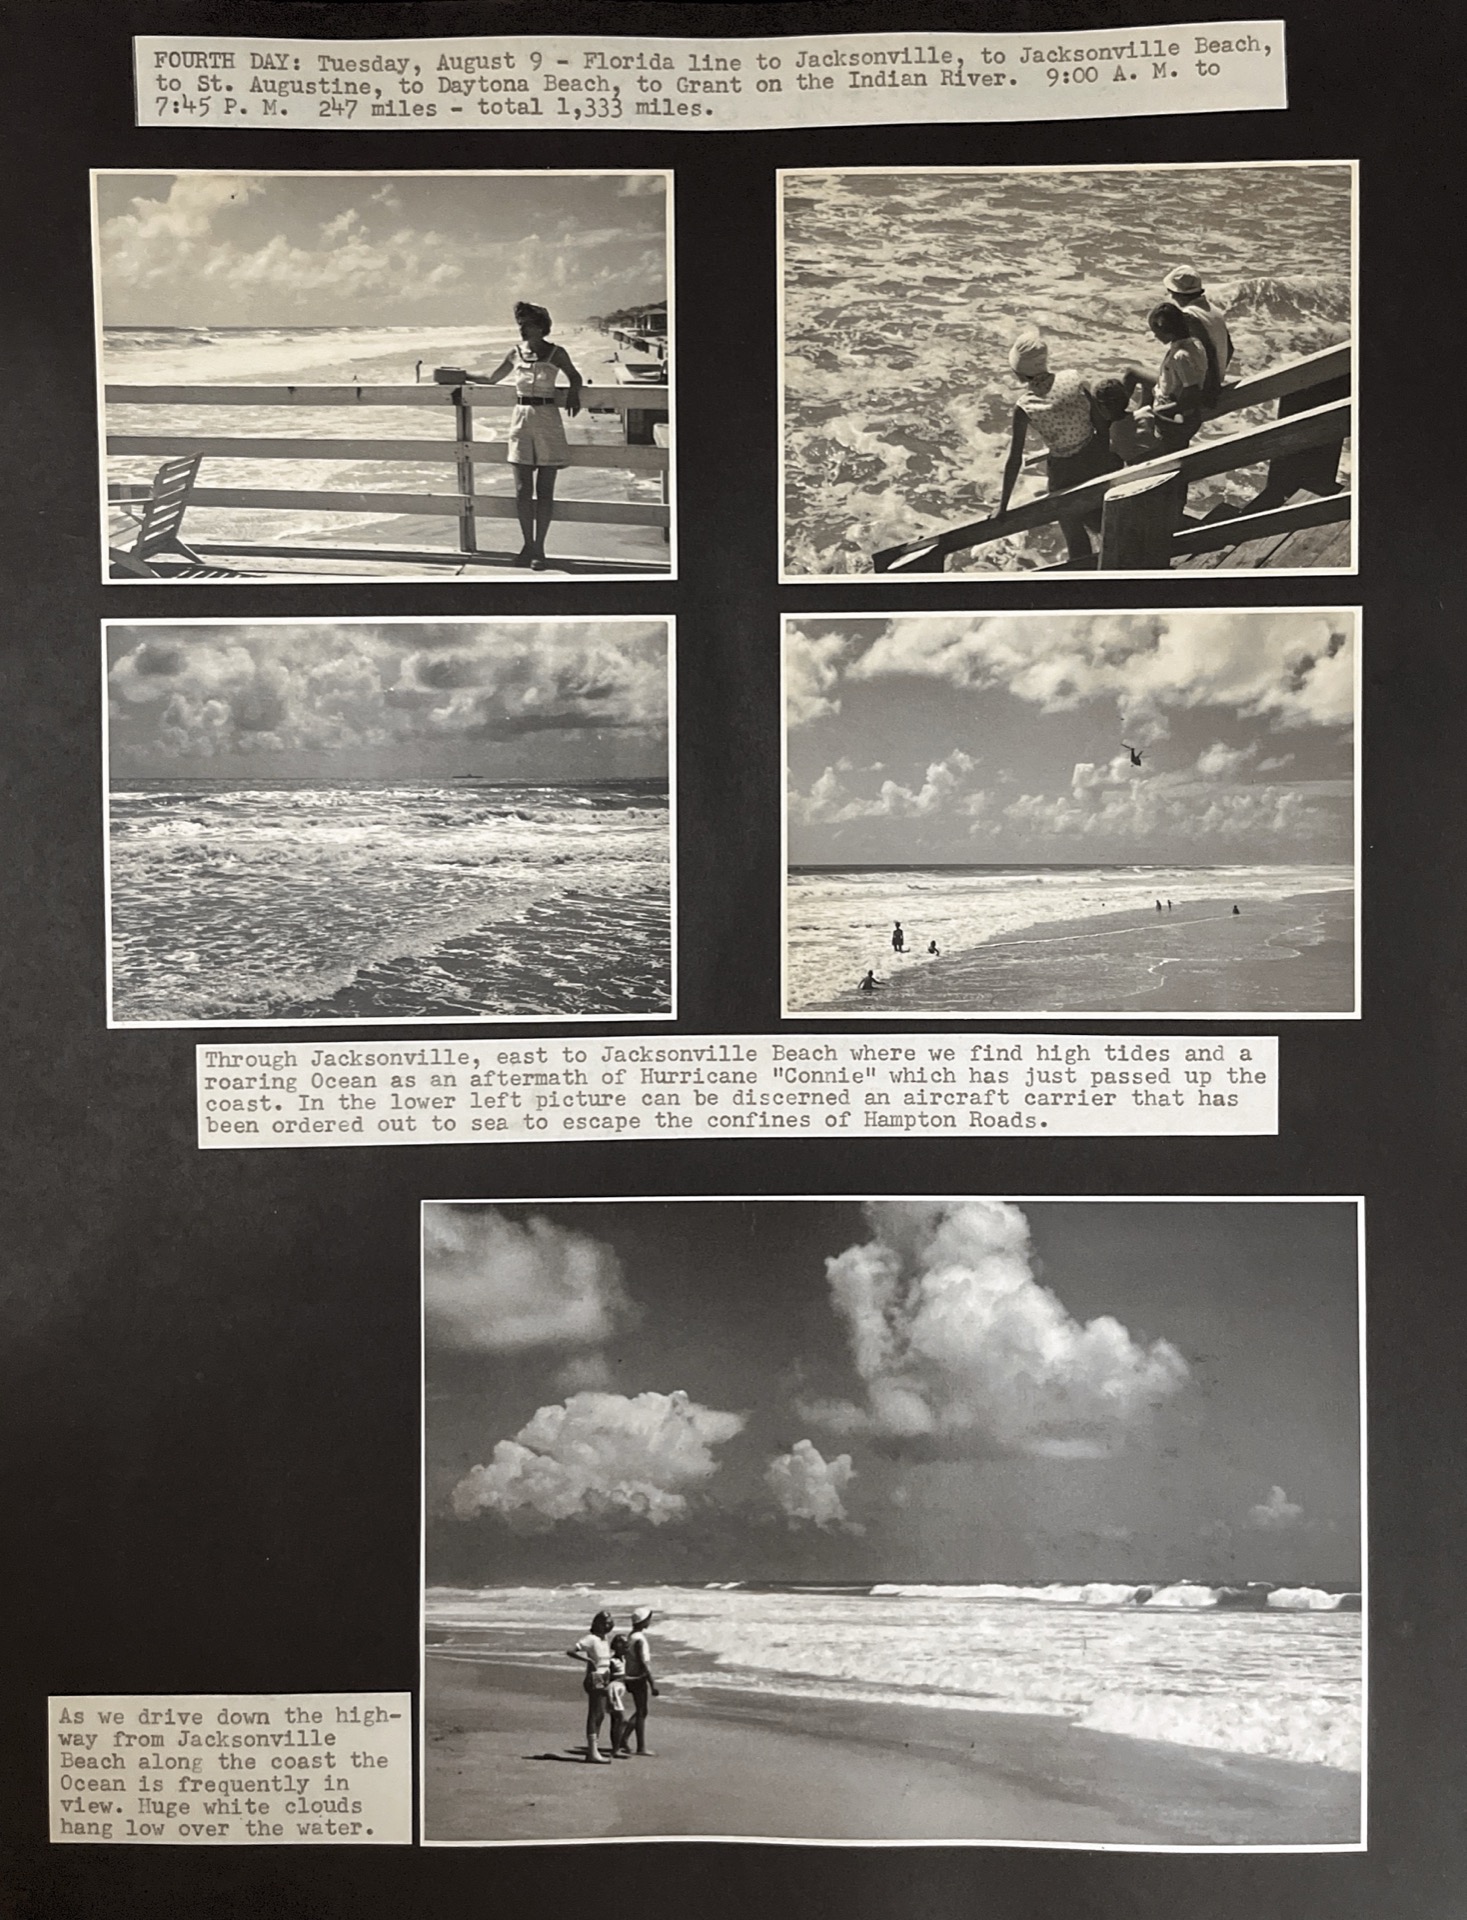 FOURTH DAY: Tuesday, August 9 - Florida line to Jacksonville, to Jacksonville Beach,
to St. Augustine, to Daytona Beach, to Grant on the Indian River. 9:00 A. M. to
7:45 P. M. 247 miles - total 1,333 miles.
Through Jacksonville, east to Jacksonville Beach where we find high tides and a
roaring Ocean as an aftermath of Hurricane "Connie" which has just passed up the
coast. In the lower left picture can be discerned an aircraft carrier that has
been ordered out to sea to escape the confines of Hampton Roads.
As we drive down the high-
way from Jacksonville
Beach along the coast the
Ocean is frequently in
view. Huge white clouds
hang low over the water.